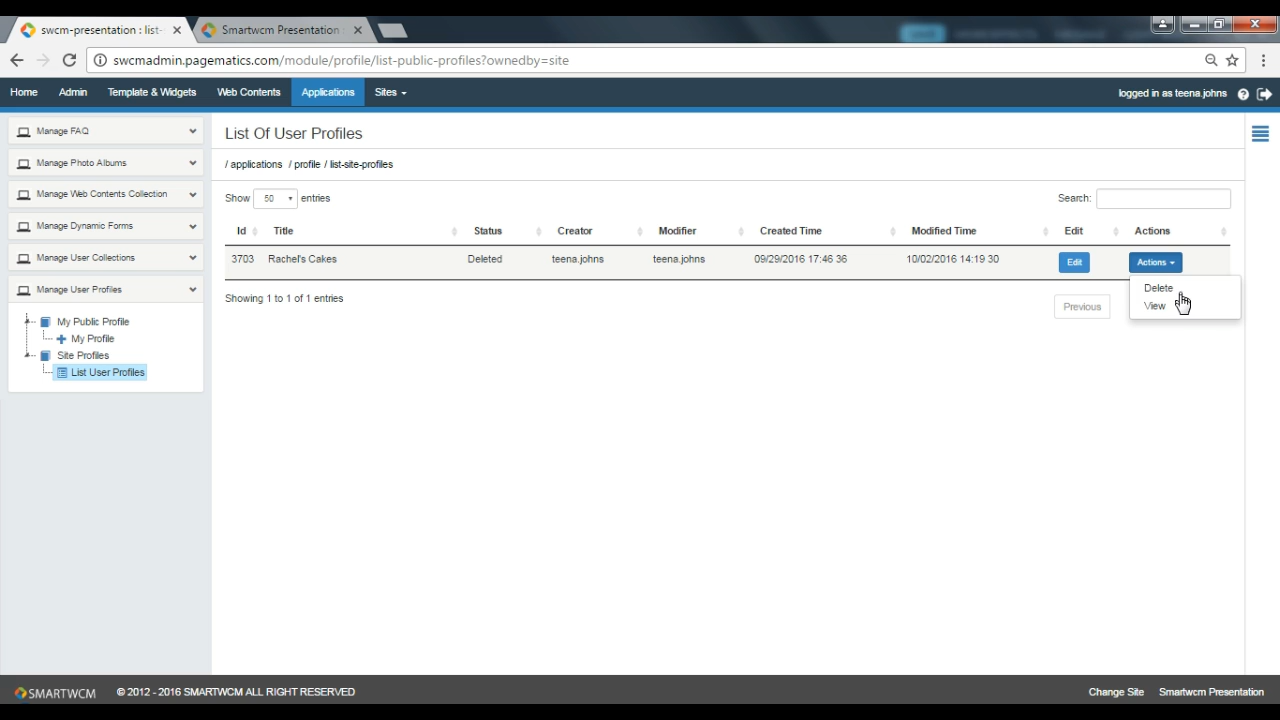 swcm-presentation : list-
Smartwcm Presentation
swcmadmin.pagematics.com/module/profile/list-public-profiles?ownedby=site
Home Admin Template & Widgets Web Contents Applications Sites logged in as teena.johns
Manage FAQ
Manage Photo Albums
Manage Web Contents Collection
Manage Dynamic Forms
Manage User Collections
Manage User Profiles
My Public Profile
My Profile
Site Profiles
List User Profiles
List Of User Profiles
/ applications / profile / list-site-profiles
Show 50 entries Search:
Id Title Status Creator Modifier Created Time Modified Time Edit Actions
3703 Rachel's Cakes Deleted teena.johns teena.johns 09/29/2016 17:46 36 10/02/2016 14:19 30 Edit Actions
Delete
View
Showing 1 to 1 of 1 entries Previous
SMARTWCM © 2012 - 2016 SMARTWCM ALL RIGHT RESERVED Change Site Smartwcm Presentation